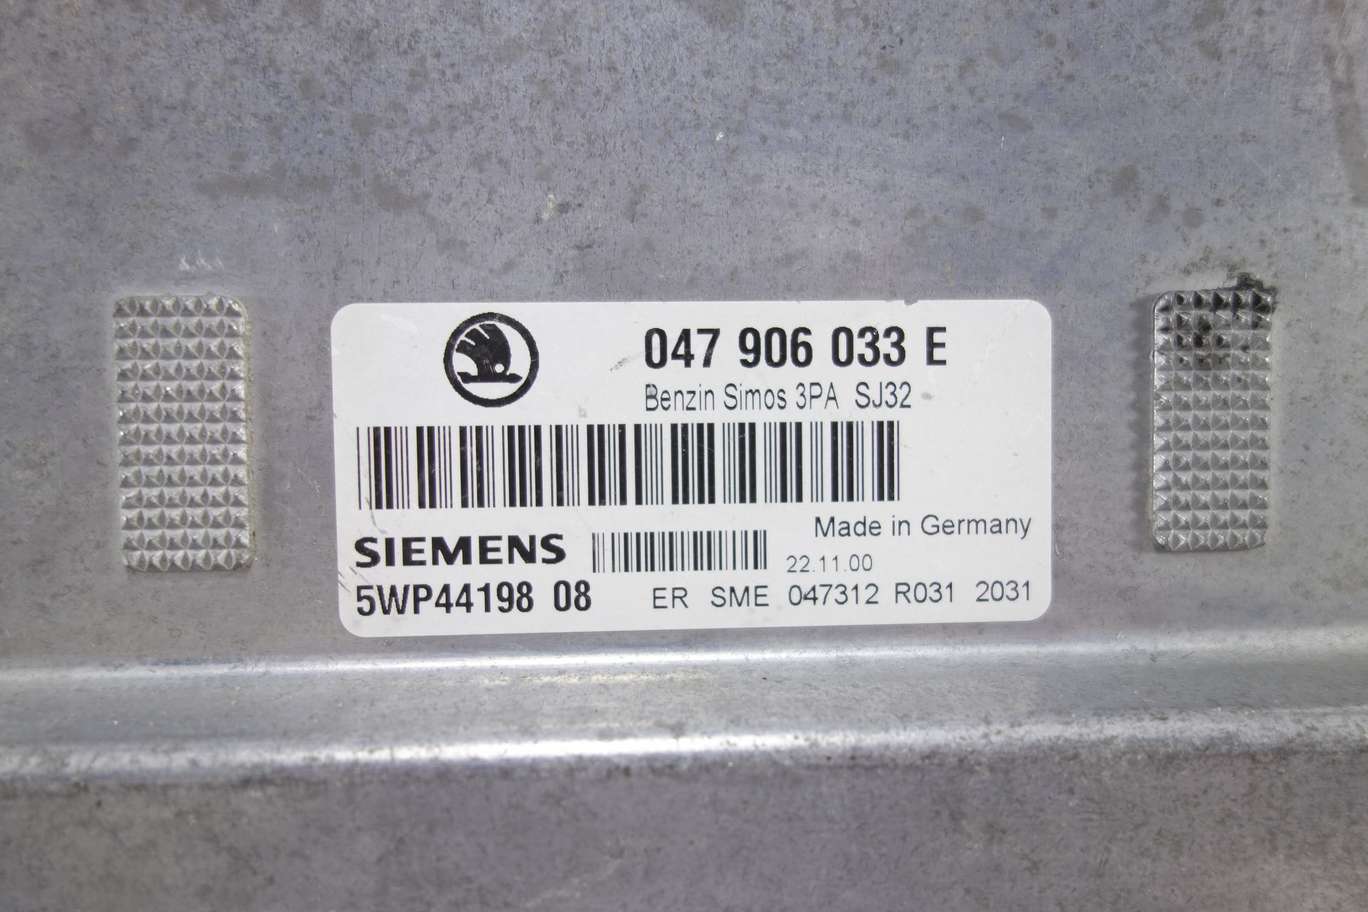 047 906 033 E
Benzin Simos 3PA SJ32
Made in Germany
SIEMENS
22.11.00
5WP44198 08
ER SME 047312 R031 2031